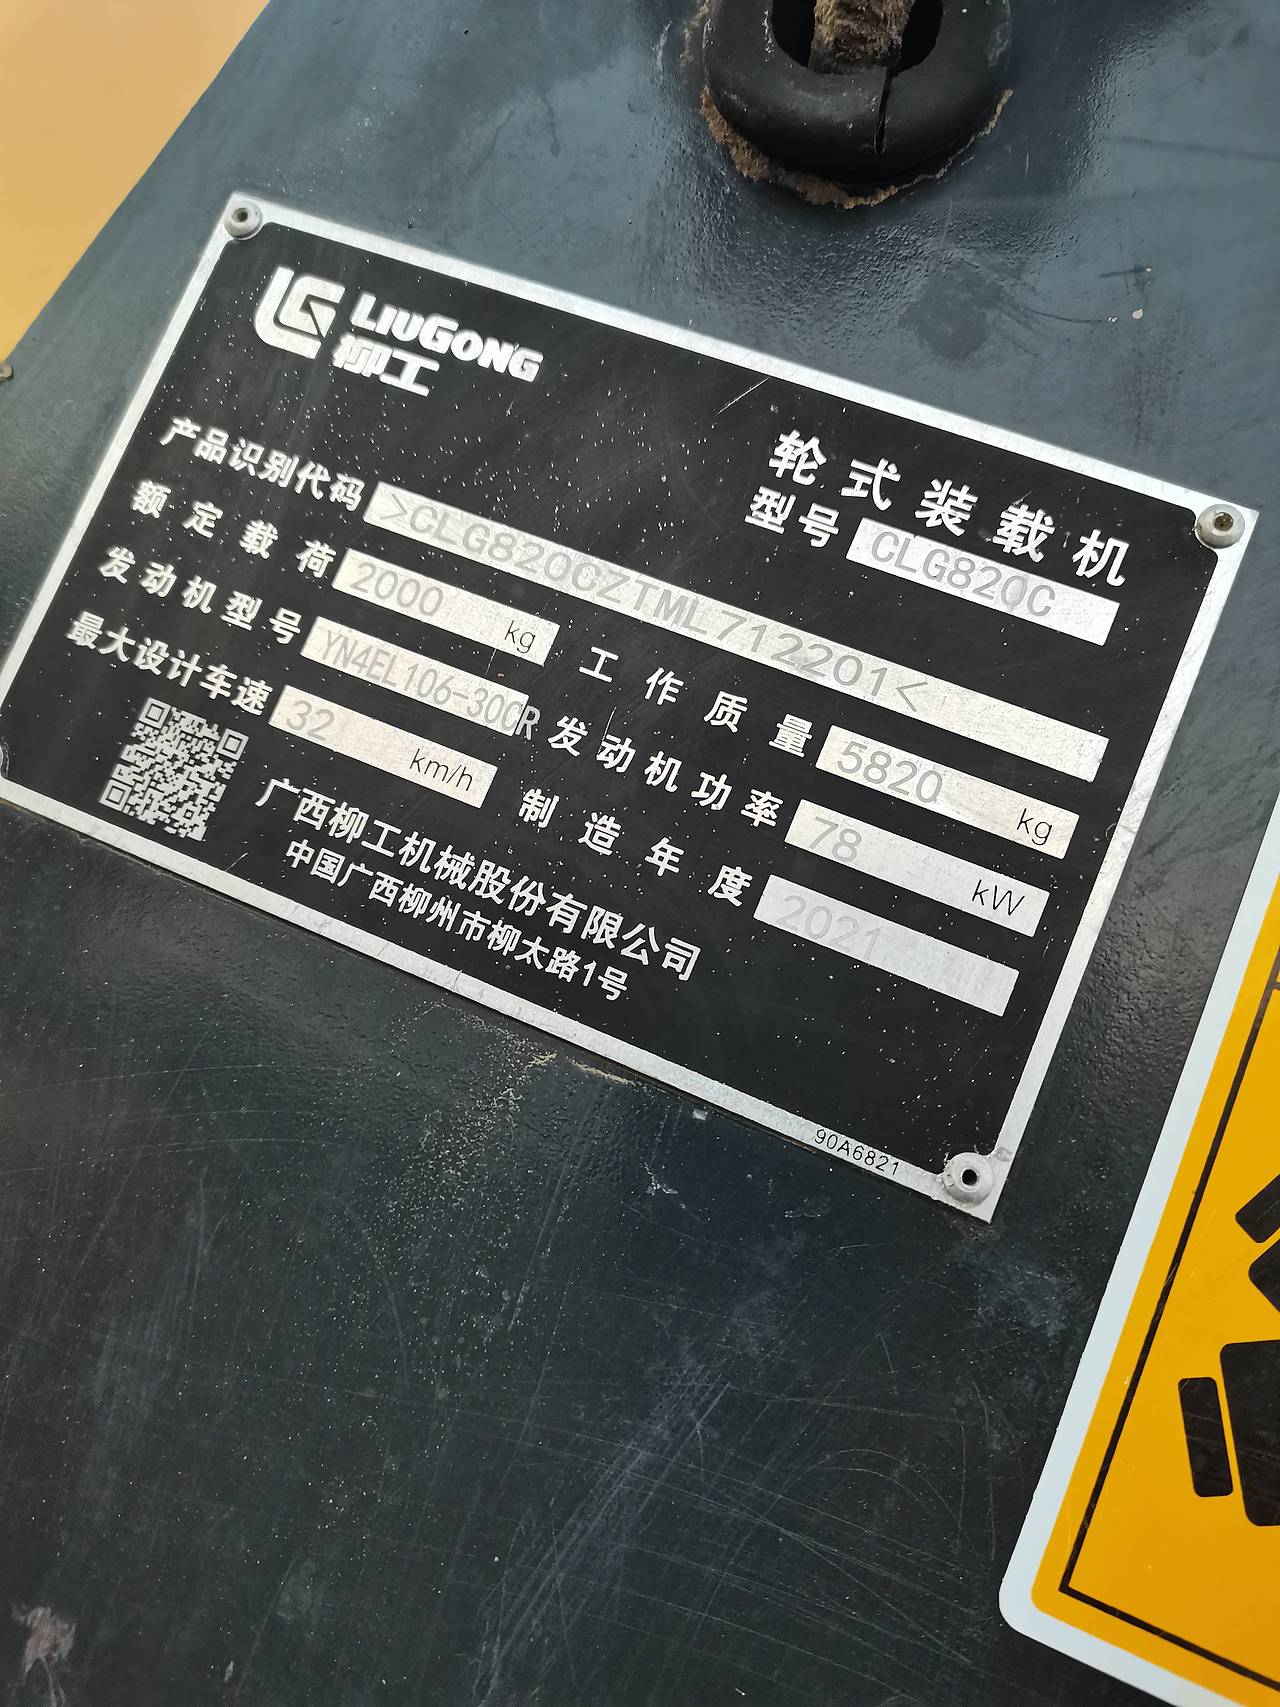 LIUGONG
柳工
轮式装载机
型号 CLG820C
产品识别代码 >CLG820CZTML712201<
额定载荷 2000 kg 工作质量 5820 kg
发动机型号 YN4EL106-30CR 发动机功率 78 kW
最大设计车速 32 km/h 制造年度 2021
广西柳工机械股份有限公司
中国广西柳州市柳太路1号
90A6821